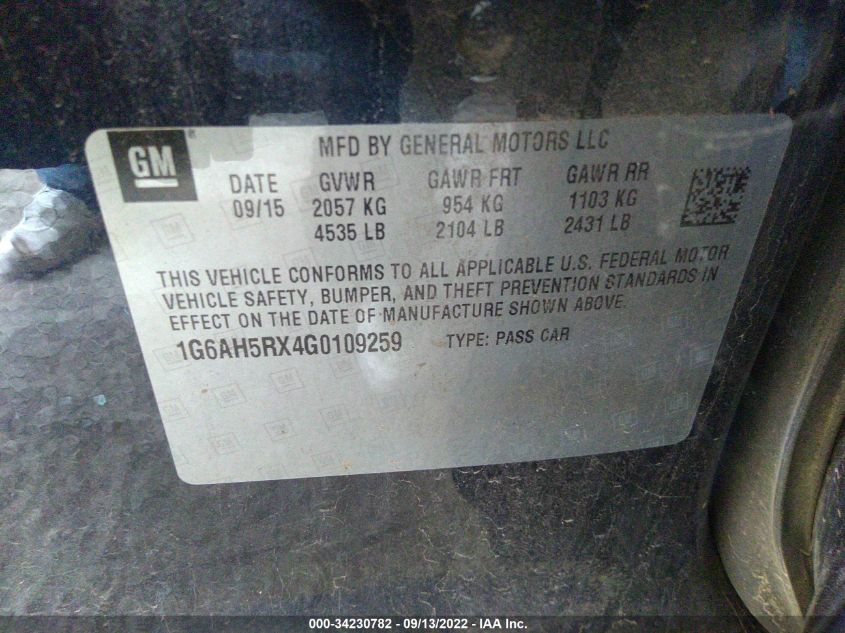 GM
MFD BY GENERAL MOTORS LLC
DATE GVWR GAWR FRT GAWR RR
09/15 2057 KG 954 KG 1103 KG
4535 LB 2104 LB 2431 LB
THIS VEHICLE CONFORMS TO ALL APPLICABLE U.S. FEDERAL MOTOR
VEHICLE SAFETY, BUMPER, AND THEFT PREVENTION STANDARDS IN
EFFECT ON THE DATE OF MANUFACTURE SHOWN ABOVE.
1G6AH5RX4G0109259 TYPE: PASS CAR
000-34230782 - 09/13/2022 - IAA Inc.